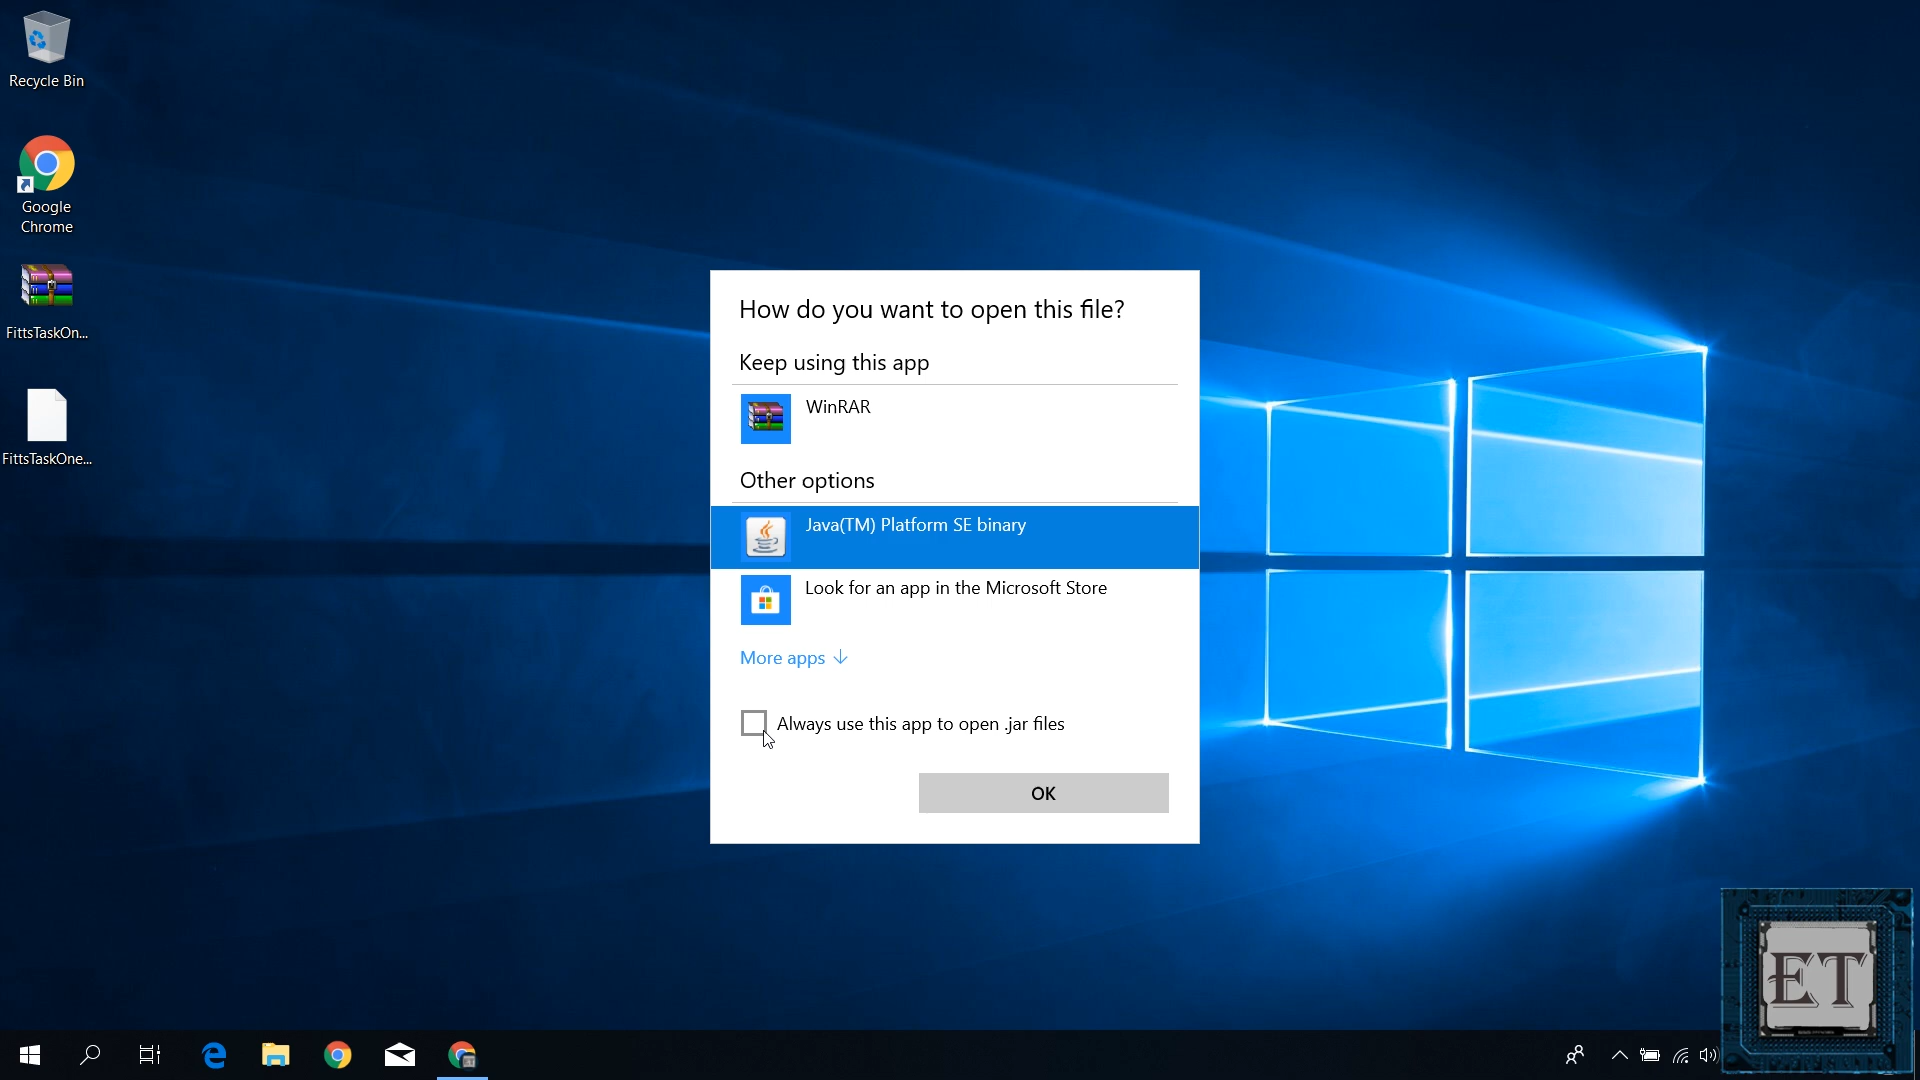 Recycle Bin
Google
Chrome
FittsTaskOn...
FittsTaskOne...
How do you want to open this file?
Keep using this app
WinRAR
Other options
Java(TM) Platform SE binary
Look for an app in the Microsoft Store
More apps
Always use this app to open .jar files
OK
ET